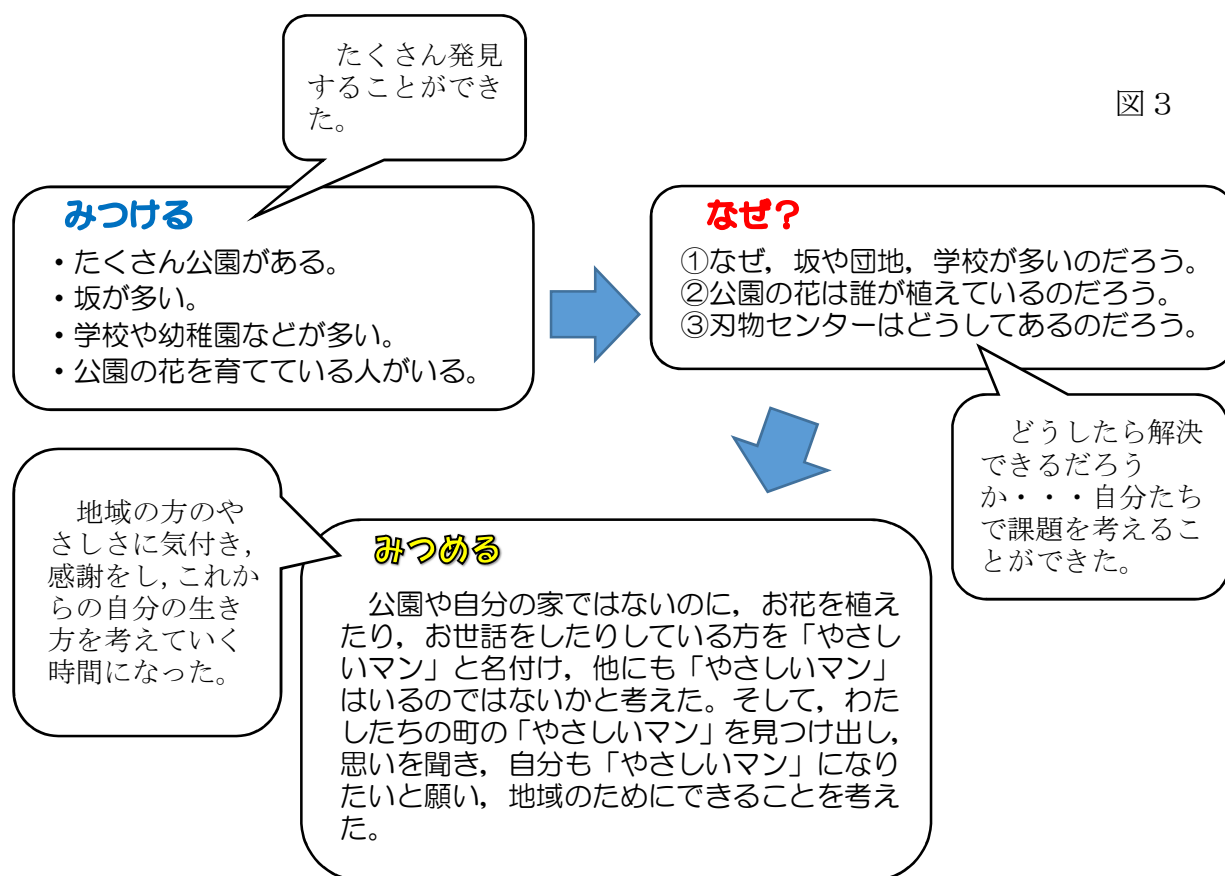 たくさん発見
することができ
た。
図３
みつける
・たくさん公園がある。
・坂が多い。
・学校や幼稚園などが多い。
・公園の花を育てている人がいる。
なぜ？
①なぜ，坂や団地，学校が多いのだろう。
②公園の花は誰が植えているのだろう。
③刃物センターはどうしてあるのだろう。
どうしたら解決
できるだろう
か・・・自分たち
で課題を考えるこ
とができた。
地域の方のや
さしさに気付き，
感謝をし，これか
らの自分の生き
方を考えていく
時間になった。
みつめる
公園や自分の家ではないのに，お花を植え
たり，お世話をしたりしている方を「やさし
いマン」と名付け，他にも「やさしいマン」
はいるのではないかと考えた。そして，わた
したちの町の「やさしいマン」を見つけ出し，
思いを聞き，自分も「やさしいマン」になり
たいと願い，地域のためにできることを考え
た。